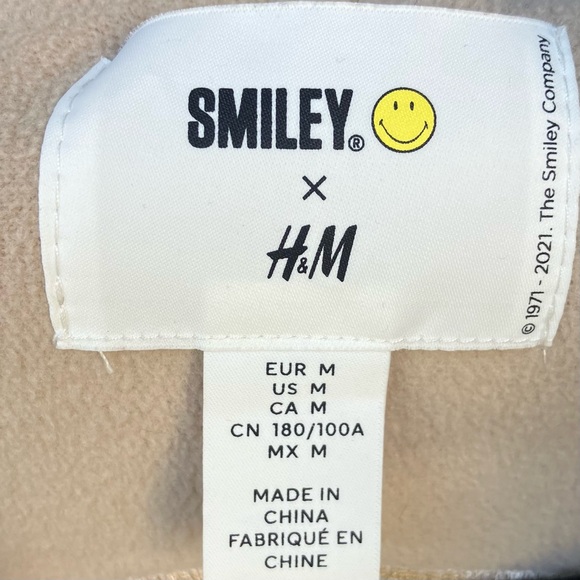 SMILEY®
×
H&M
© 1971 - 2021. The Smiley Company
EUR M
US M
CA M
CN 180/100A
MX M
MADE IN
CHINA
FABRIQUÉ EN
CHINE